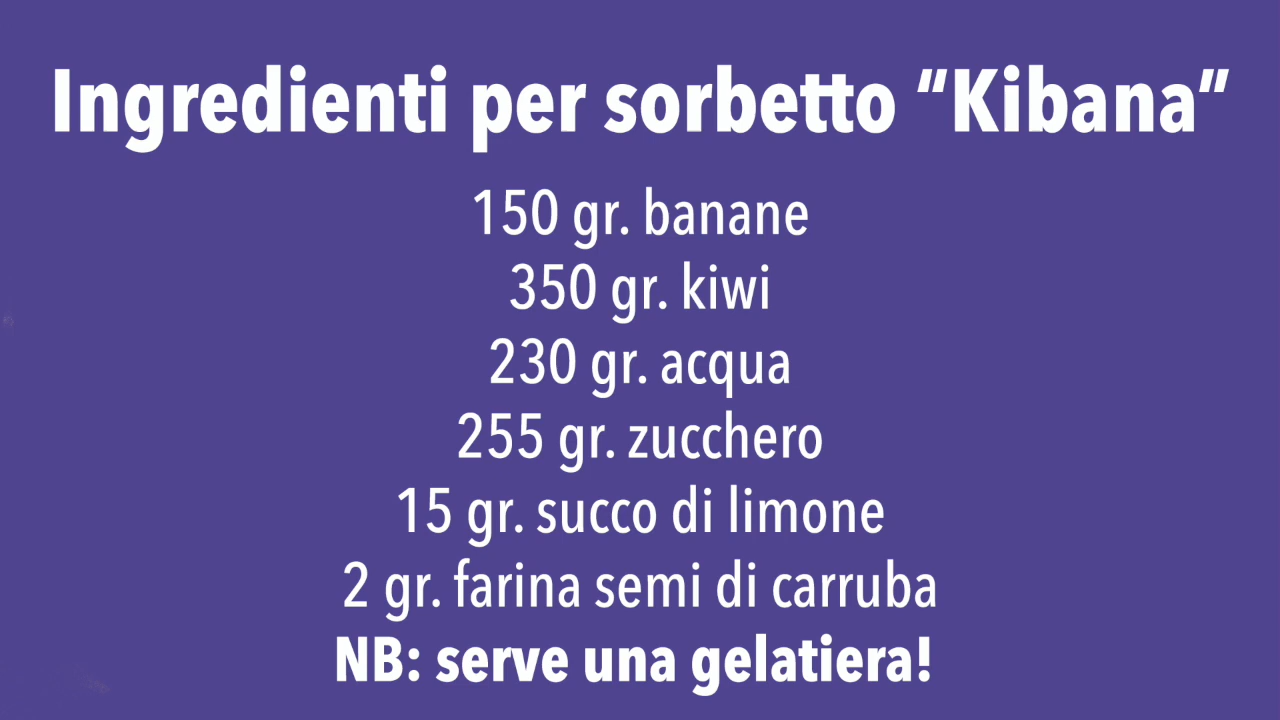 Ingredienti per sorbetto “Kibana”
150 gr. banane
350 gr. kiwi
230 gr. acqua
255 gr. zucchero
15 gr. succo di limone
2 gr. farina semi di carruba
NB: serve una gelatiera!